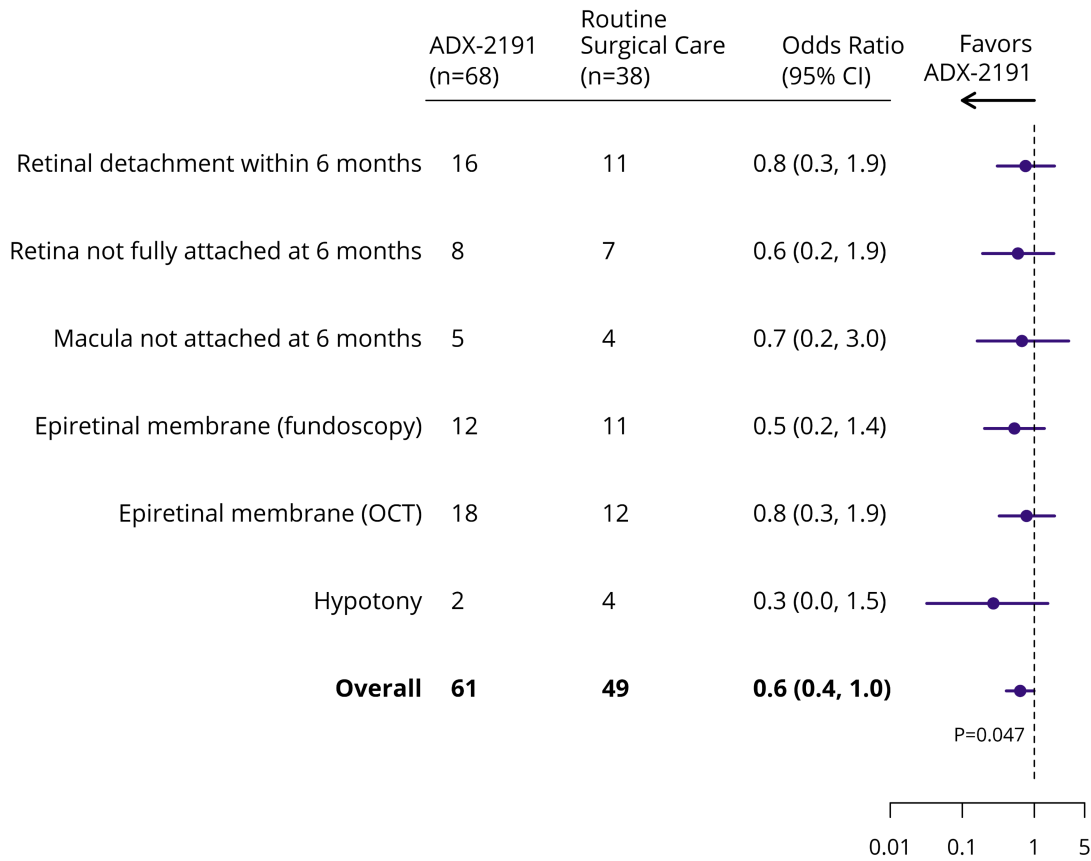 ADX-2191
(n=68)
Routine
Surgical Care
(n=38)
Odds Ratio
(95% CI)
Favors
ADX-2191
Retinal detachment within 6 months 16 11 0.8 (0.3, 1.9)
Retina not fully attached at 6 months 8 7 0.6 (0.2, 1.9)
Macula not attached at 6 months 5 4 0.7 (0.2, 3.0)
Epiretinal membrane (fundoscopy) 12 11 0.5 (0.2, 1.4)
Epiretinal membrane (OCT) 18 12 0.8 (0.3, 1.9)
Hypotony 2 4 0.3 (0.0, 1.5)
Overall 61 49 0.6 (0.4, 1.0)
P=0.047
0.01 0.1 1 5